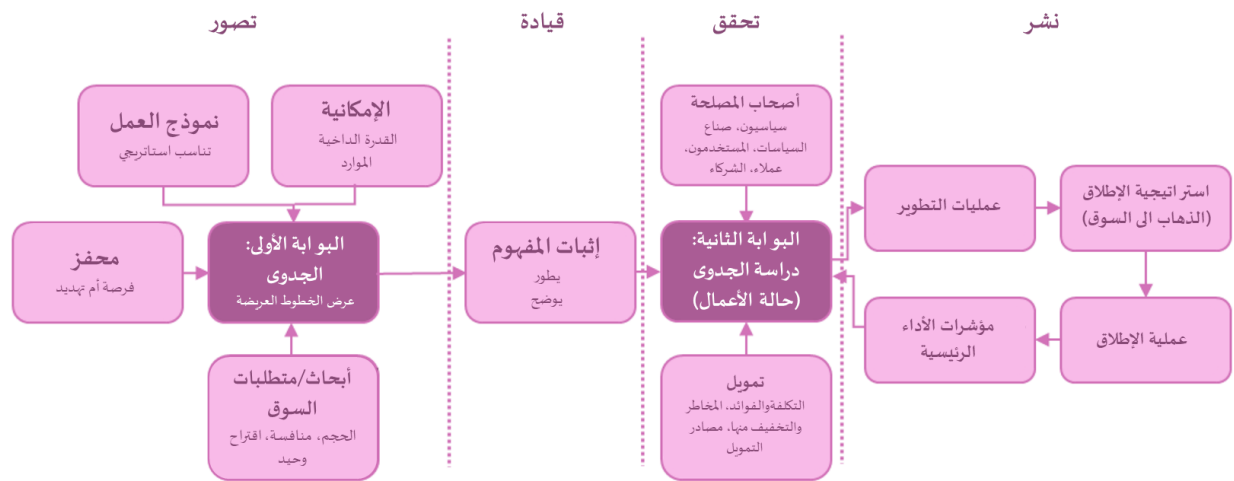 تصور
قيادة
تحقق
نشر
نموذج العمل
تناسب استاتريجي
الإمكانية
القدرة الداخية
الموارد
محفز
فرصة أم تهديد
البوابة الأولى:
الجدوى
عرض الخطوط العريضة
أبحاث/متطلبات
السوق
الحجم، منافسة، اقتراح
وحيد
إثبات المفهوم
يطور
يوضح
أصحاب المصلحة
سياسيون، صناع
السياسات، المستخدمون،
عملاء، الشركاء
البوابة الثانية:
دراسة الجدوى
(حالة الأعمال)
تمويل
التكلفةوالفوائد، المخاطر
والتخفيف منها، مصادر
التمويل
عمليات التطوير
استراتيجية الإطلاق
(الذهاب الى السوق)
مؤشرات الأداء
الرئيسية
عملية الإطلاق